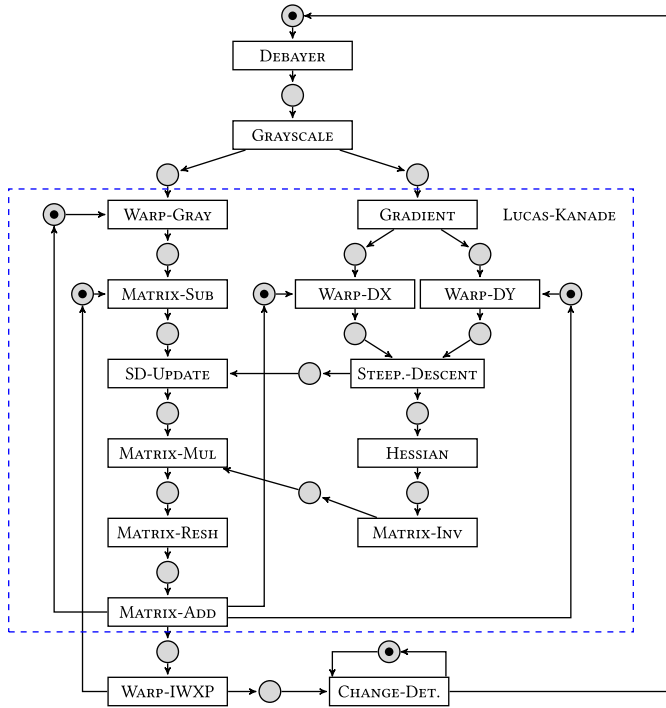 DEBAYER
GRAYSCALE
WARP-GRAY
GRADIENT
LUCAS-KANADE
MATRIX-SUB
WARP-DX
WARP-DY
SD-UPDATE
STEEP.-DESCENT
MATRIX-MUL
HESSIAN
MATRIX-RESH
MATRIX-INV
MATRIX-ADD
WARP-IWXP
CHANGE-DET.